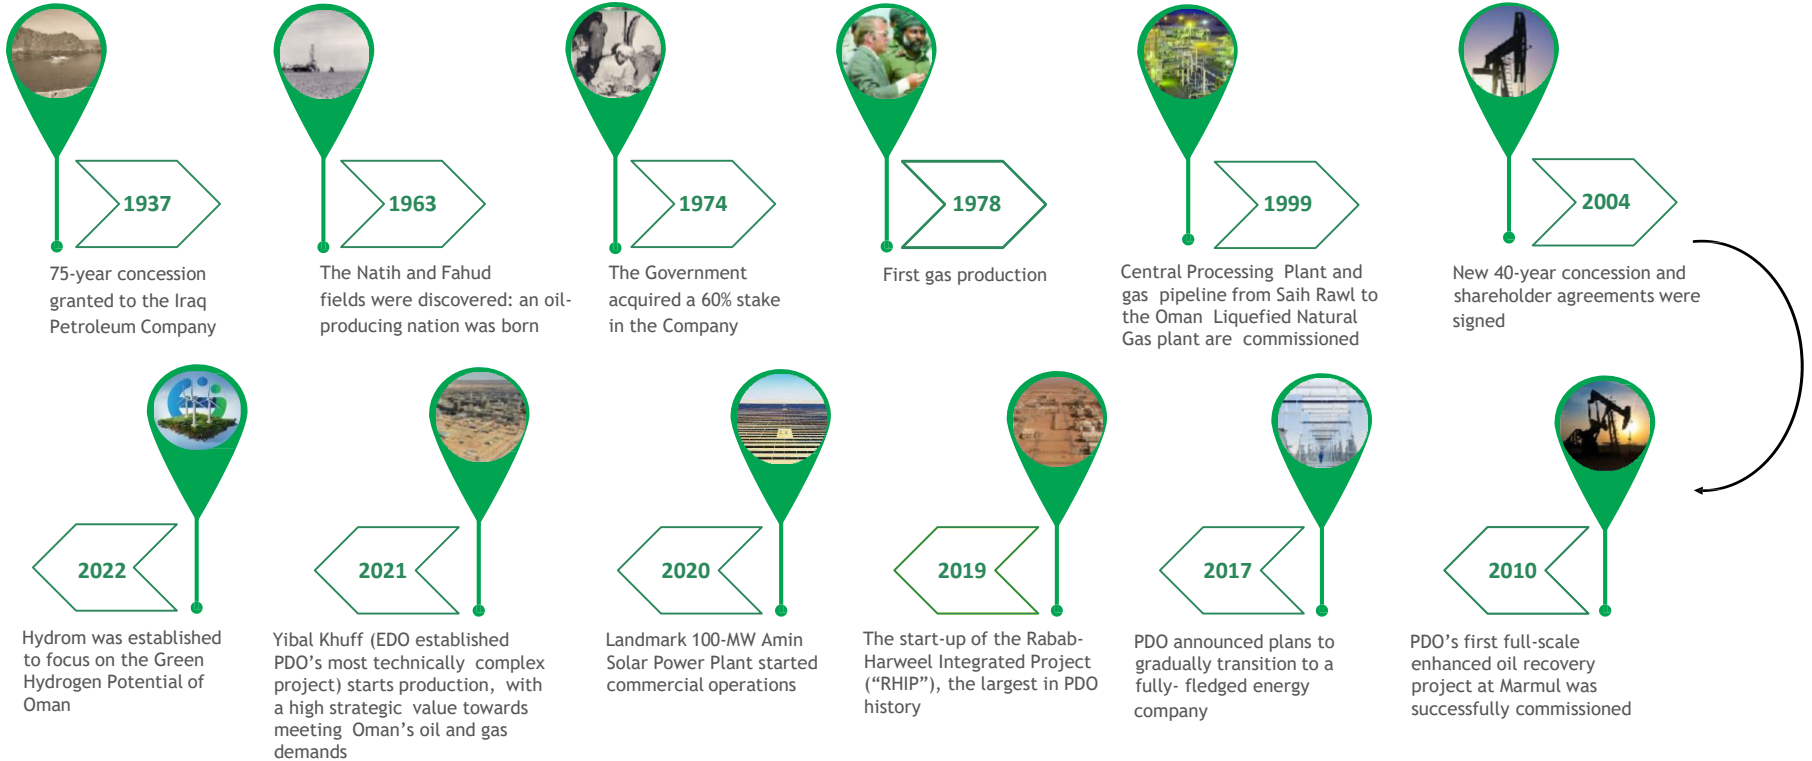 1937
75-year concession
granted to the Iraq
Petroleum Company
1963
The Natih and Fahud
fields were discovered: an oil-
producing nation was born
1974
The Government
acquired a 60% stake
in the Company
1978
First gas production
1999
Central Processing Plant and
gas pipeline from Saih Rawl to
the Oman Liquefied Natural
Gas plant are commissioned
2004
New 40-year concession and
shareholder agreements were
signed
2010
PDO's first full-scale
enhanced oil recovery
project at Marmul was
successfully commissioned
2017
PDO announced plans to
gradually transition to a
fully- fledged energy
company
2019
The start-up of the Rabab-
Harweel Integrated Project
("RHIP"), the largest in PDO
history
2020
Landmark 100-MW Amin
Solar Power Plant started
commercial operations
2021
Yibal Khuff (EDO established
PDO's most technically complex
project) starts production, with
a high strategic value towards
meeting Oman's oil and gas
demands
2022
Hydrom was established
to focus on the Green
Hydrogen Potential of
Oman